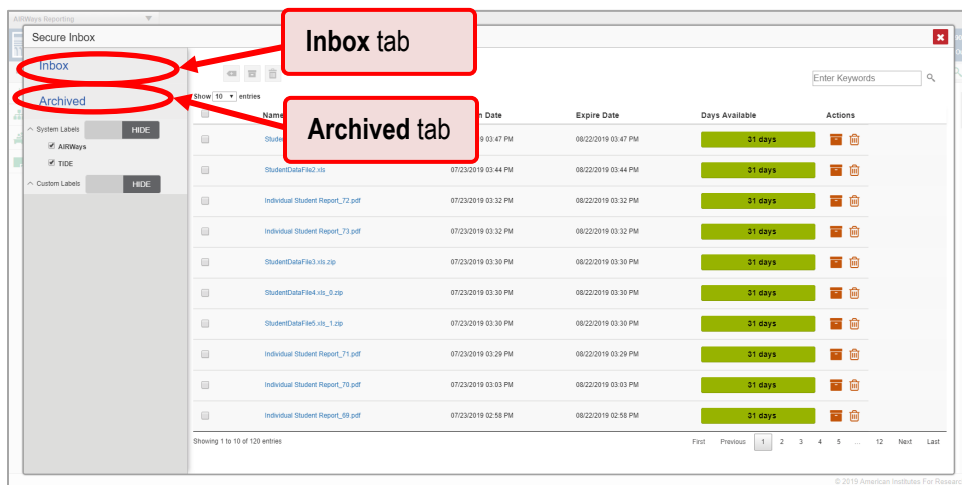 AIRWays Reporting
Secure Inbox
Inbox tab
Inbox
Enter Keywords
Archived
Show 10 entries
Archived tab
Name n Date Expire Date Days Available Actions
System Labels HIDE
AIRWays
TIDE
Custom Labels HIDE
Stude 9 03:47 PM 08/22/2019 03:47 PM 31 days
StudentDataFile2.xls 07/23/2019 03:44 PM 08/22/2019 03:44 PM 31 days
Individual Student Report_72.pdf 07/23/2019 03:32 PM 08/22/2019 03:32 PM 31 days
Individual Student Report_73.pdf 07/23/2019 03:32 PM 08/22/2019 03:32 PM 31 days
StudentDataFile3.xls.zip 07/23/2019 03:30 PM 08/22/2019 03:30 PM 31 days
StudentDataFile4.xls_0.zip 07/23/2019 03:30 PM 08/22/2019 03:30 PM 31 days
StudentDataFile5.xls_1.zip 07/23/2019 03:30 PM 08/22/2019 03:30 PM 31 days
Individual Student Report_71.pdf 07/23/2019 03:29 PM 08/22/2019 03:29 PM 31 days
Individual Student Report_70.pdf 07/23/2019 03:03 PM 08/22/2019 03:03 PM 31 days
Individual Student Report_69.pdf 07/23/2019 02:58 PM 08/22/2019 02:58 PM 31 days
Showing 1 to 10 of 120 entries First Previous 1 2 3 4 5 ... 12 Next Last
© 2019 American Institutes For Researc